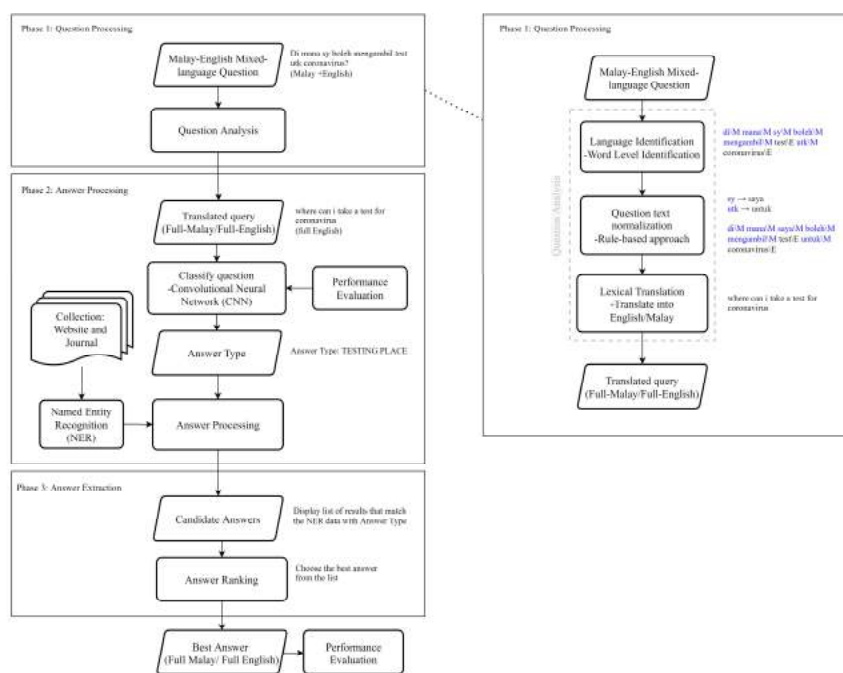 Phase 1: Question Processing
Malay-English Mixed-
language Question
Di mana sy boleh mengambil test
utk coronavirus?
(Malay +English)
Question Analysis
Phase 2: Answer Processing
Translated query
(Full-Malay/Full-English)
where can i take a test for
coronavirus
(full English)
Classify question
-Convolutional Neural
Network (CNN)
Performance
Evaluation
Collection:
Website and
Journal
Answer Type
Answer Type: TESTING PLACE
Named Entity
Recognition
(NER)
Answer Processing
Phase 3: Answer Extraction
Candidate Answers
Display list of results that match
the NER data with Answer Type
Answer Ranking
Choose the best answer
from the list
Best Answer
(Full Malay/ Full English)
Performance
Evaluation
Phase 1: Question Processing
Malay-English Mixed-
language Question
Question Analysis
Language Identification
-Word Level Identification
di\M mana\M sy\M boleh\M
mengambil\M test\E utk\M
coronavirus\E
Question text
normalization
-Rule-based approach
sy → saya
utk → untuk
di\M mana\M saya\M boleh\M
mengambil\M test\E untuk\M
coronavirus\E
Lexical Translation
-Translate into
English/Malay
where can i take a test for
coronavirus
Translated query
(Full-Malay/Full-English)